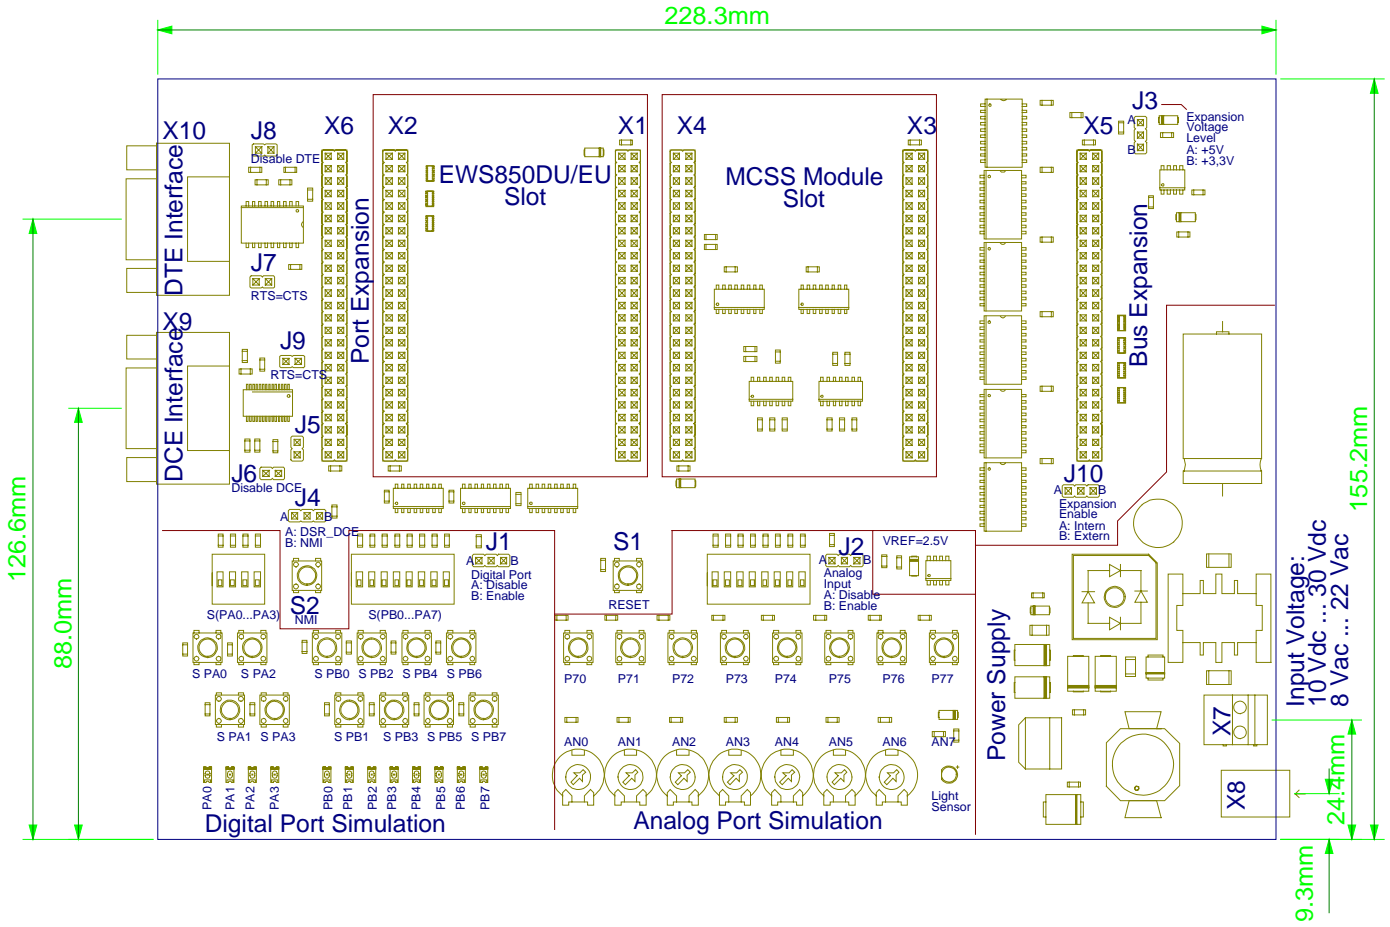 228.3mm
X10
J8
Disable DTE
X6
X2
X1
X4
X3
X5
J3
Expansion
Voltage
Level
A: +5V
B: +3,3V
A
B
EWS850DU/EU
Slot
MCSS Module
Slot
DTE Interface
Port Expansion
Bus Expansion
J7
RTS=CTS
X9
DCE Interface
J9
RTS=CTS
J5
J6
Disable DCE
J4
A
B
A: DSR_DCE
B: NMI
J10
A
B
Expansion
Enable
A: Intern
B: Extern
126.6mm
88.0mm
155.2mm
J1
A
B
Digital Port
A: Disable
B: Enable
S1
RESET
J2
A
B
Analog
Input
A: Disable
B: Enable
VREF=2.5V
S(PA0...PA3)
S2
NMI
S(PB0...PA7)
Input Voltage:
10 Vdc ... 30 Vdc
8 Vac ... 22 Vac
Power Supply
S PA0
S PA2
S PB0
S PB2
S PB4
S PB6
P70
P71
P72
P73
P74
P75
P76
P77
S PA1
S PA3
S PB1
S PB3
S PB5
S PB7
AN0
AN1
AN2
AN3
AN4
AN5
AN6
AN7
X7
X8
PA0
PA1
PA2
PA3
PB0
PB1
PB2
PB3
PB4
PB5
PB6
PB7
Light
Sensor
Digital Port Simulation
Analog Port Simulation
24.4mm
9.3mm